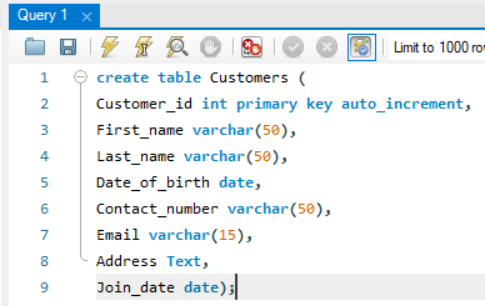 Query 1
Limit to 1000 ro
1 create table Customers (
2 Customer_id int primary key auto_increment,
3 First_name varchar(50),
4 Last_name varchar(50),
5 Date_of_birth date,
6 Contact_number varchar(50),
7 Email varchar(15),
8 Address Text,
9 Join_date date);